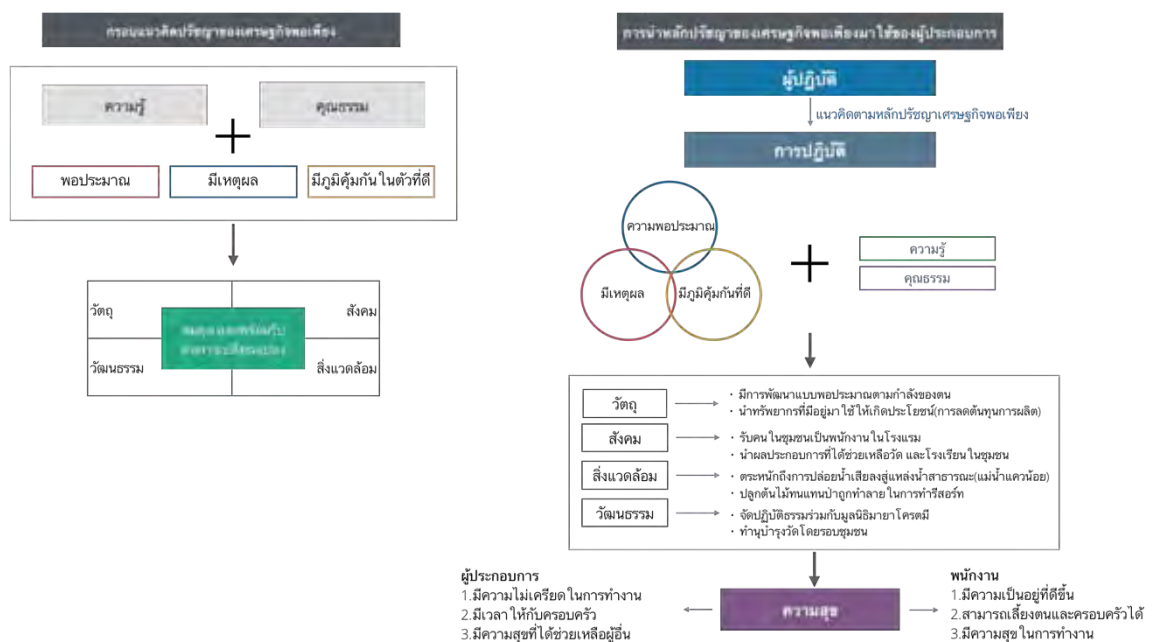 กรอบแนวคิดปรัชญาของเศรษฐกิจพอเพียง
ความรู้
คุณธรรม
พอประมาณ
มีเหตุผล
มีภูมิคุ้มกันในตัวที่ดี
วัตถุ
สังคม
วัฒนธรรม
สิ่งแวดล้อม
การนำหลักปรัชญาของเศรษฐกิจพอเพียงมาใช้ของผู้ประกอบการ
ผู้ปฏิบัติ
แนวคิดตามหลักปรัชญาเศรษฐกิจพอเพียง
การปฏิบัติ
ความพอประมาณ
มีเหตุผล
มีภูมิคุ้มกันที่ดี
ความรู้
คุณธรรม
วัตถุ
· มีการพัฒนาแบบพอประมาณตามกำลังของตน
· นำทรัพยากรที่มีอยู่มาใช้ให้เกิดประโยชน์(การลดต้นทุนการผลิต)
สังคม
· รับคนในชุมชนเป็นพนักงานในโรงแรม
· นำผลประกอบการที่ได้ช่วยเหลือวัด และโรงเรียนในชุมชน
สิ่งแวดล้อม
· ตระหนักถึงการปล่อยน้ำเสียลงสู่แหล่งน้ำสาธารณะ(แม่น้ำแควน้อย)
· ปลูกต้นไม้ทนแทนป่าถูกทำลายในการทำรีสอร์ท
วัฒนธรรม
· จัดปฏิบัติธรรมร่วมกับมูลนิธิมายาโครตมี
· ทำนุบำรุงวัดโดยรอบชุมชน
ความสุข
ผู้ประกอบการ
1.มีความไม่เครียดในการทำงาน
2.มีเวลาให้กับครอบครัว
3.มีความสุขที่ได้ช่วยเหลือผู้อื่น
พนักงาน
1.มีความเป็นอยู่ที่ดีขึ้น
2.สามารถเลี้ยงตนและครอบครัวได้
3.มีความสุขในการทำงาน